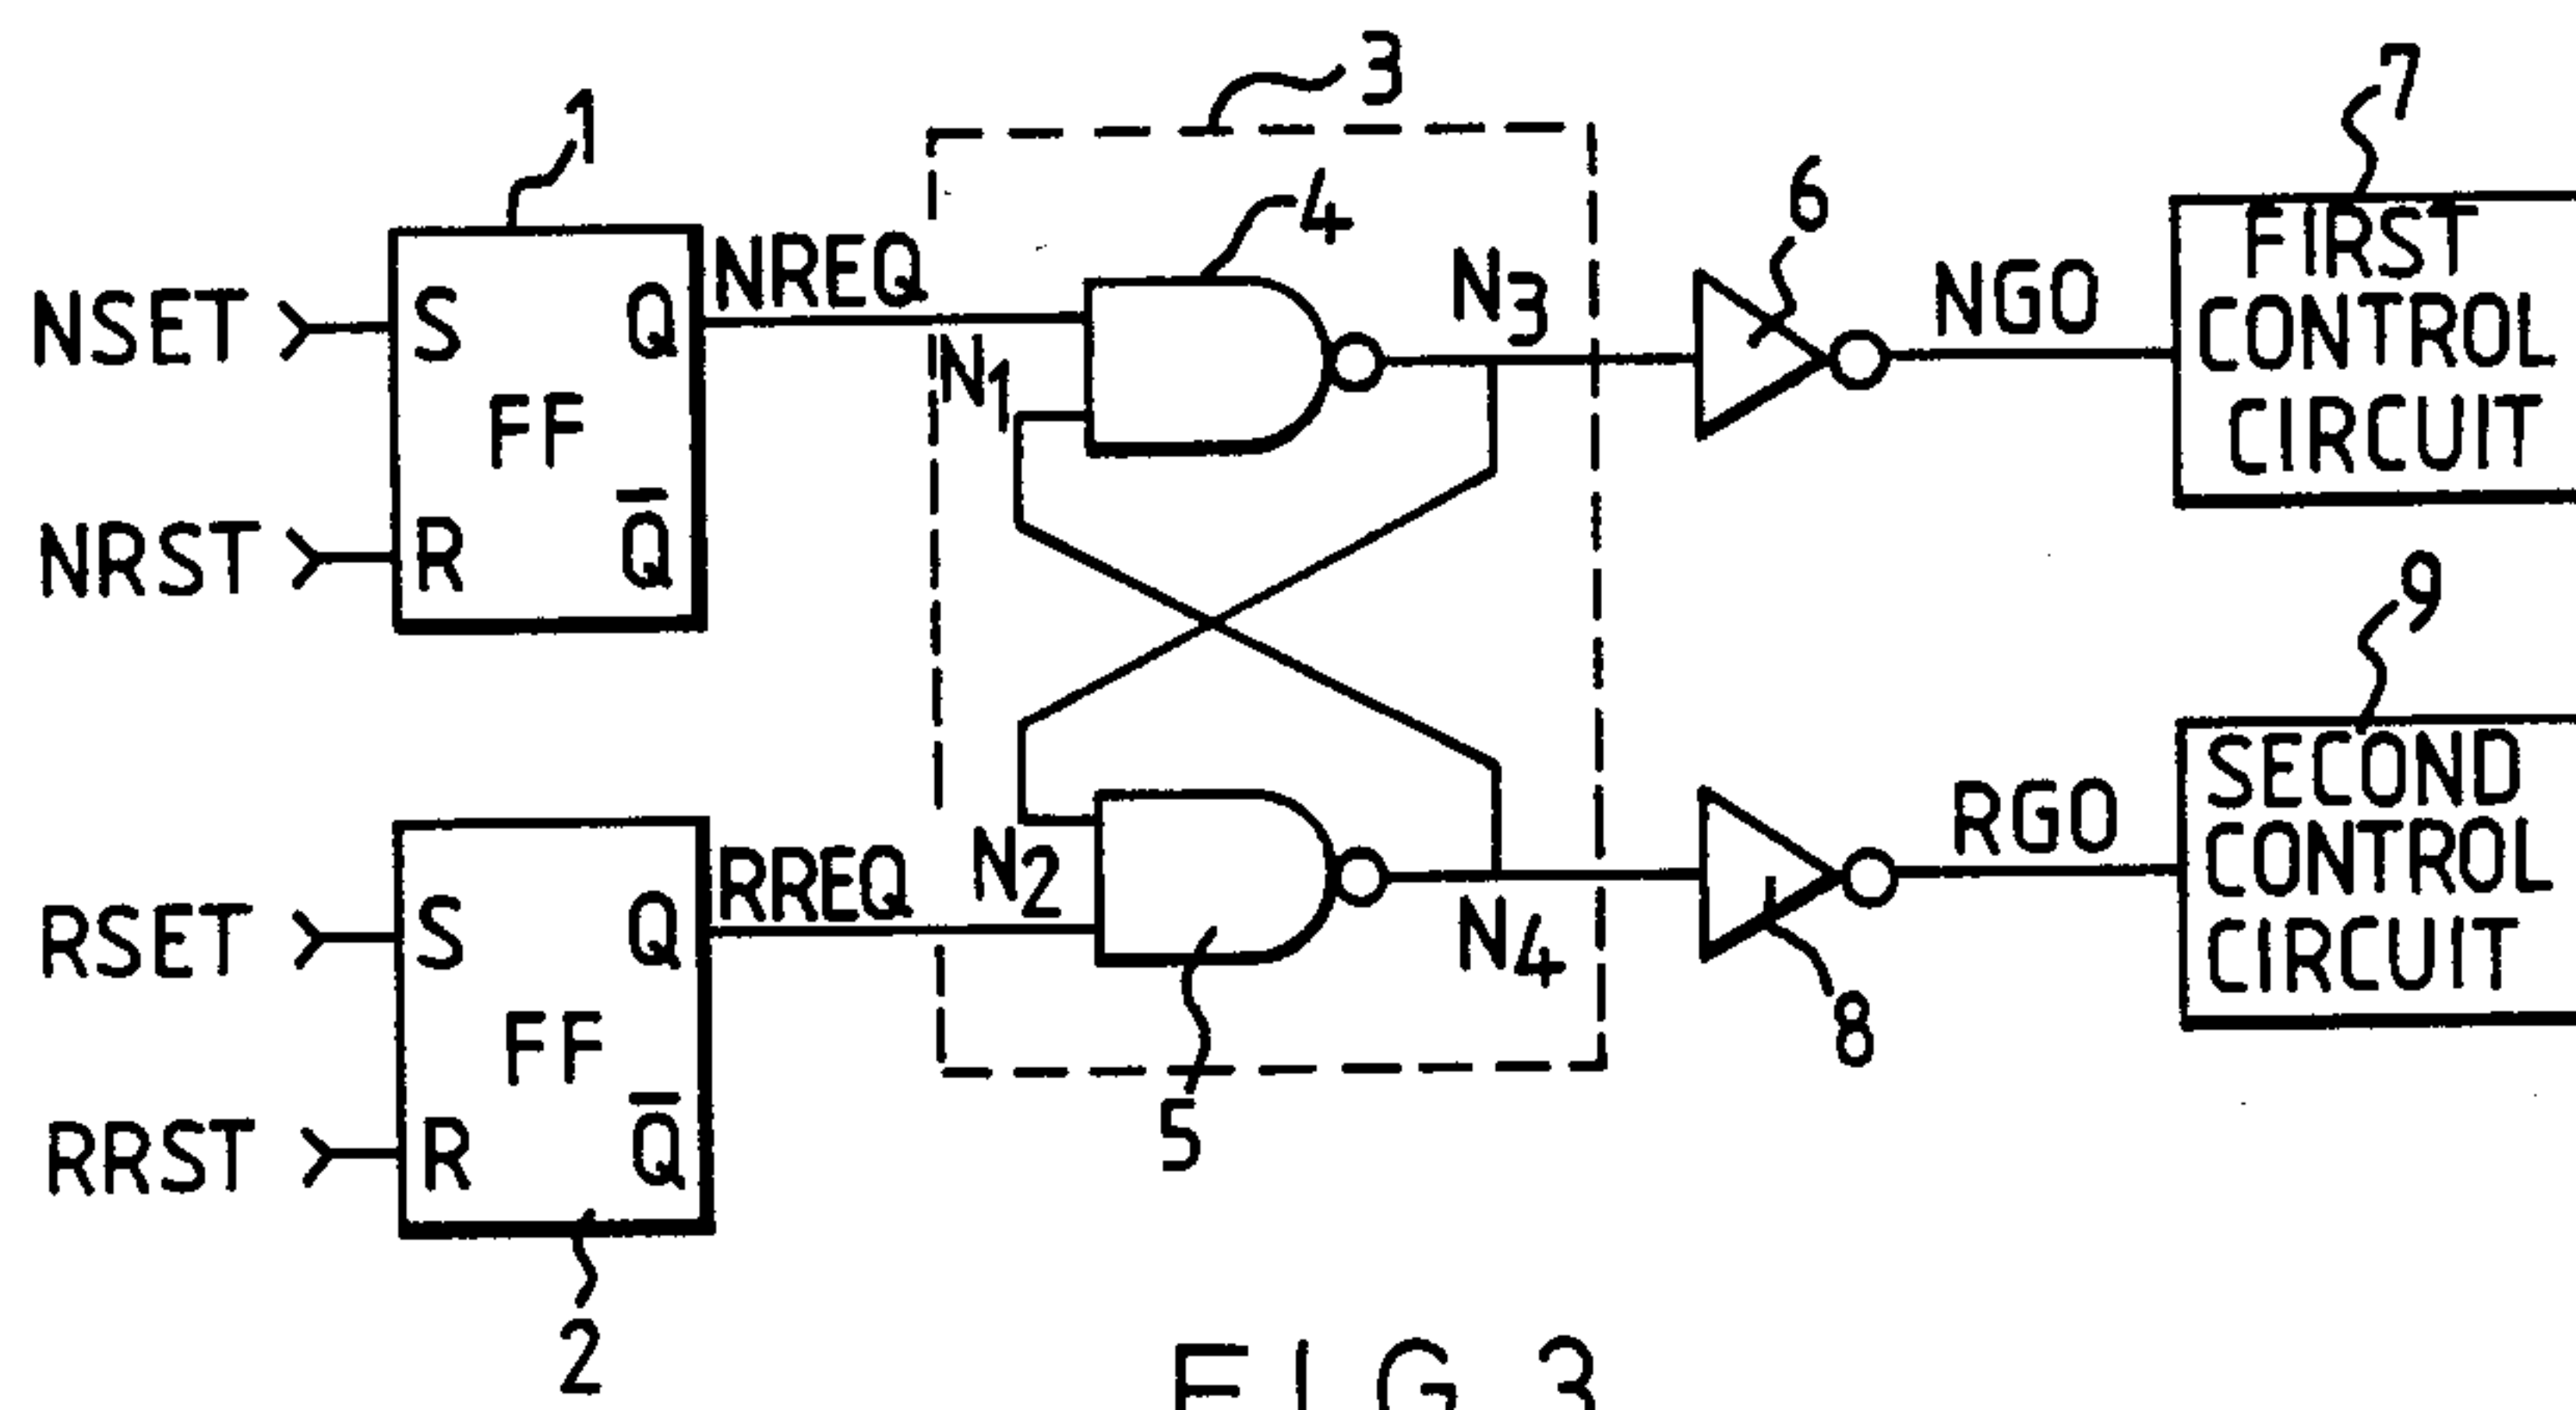 3
7
1
4
6
NREQ
N3
NGO
FIRST
CONTROL
CIRCUIT
NSET
S
Q
N1
FF
NRST
R
Q̅
9
SECOND
CONTROL
CIRCUIT
RREQ
N2
RGO
RSET
S
Q
N4
FF
8
RRST
R
Q̅
5
2
FIG 3